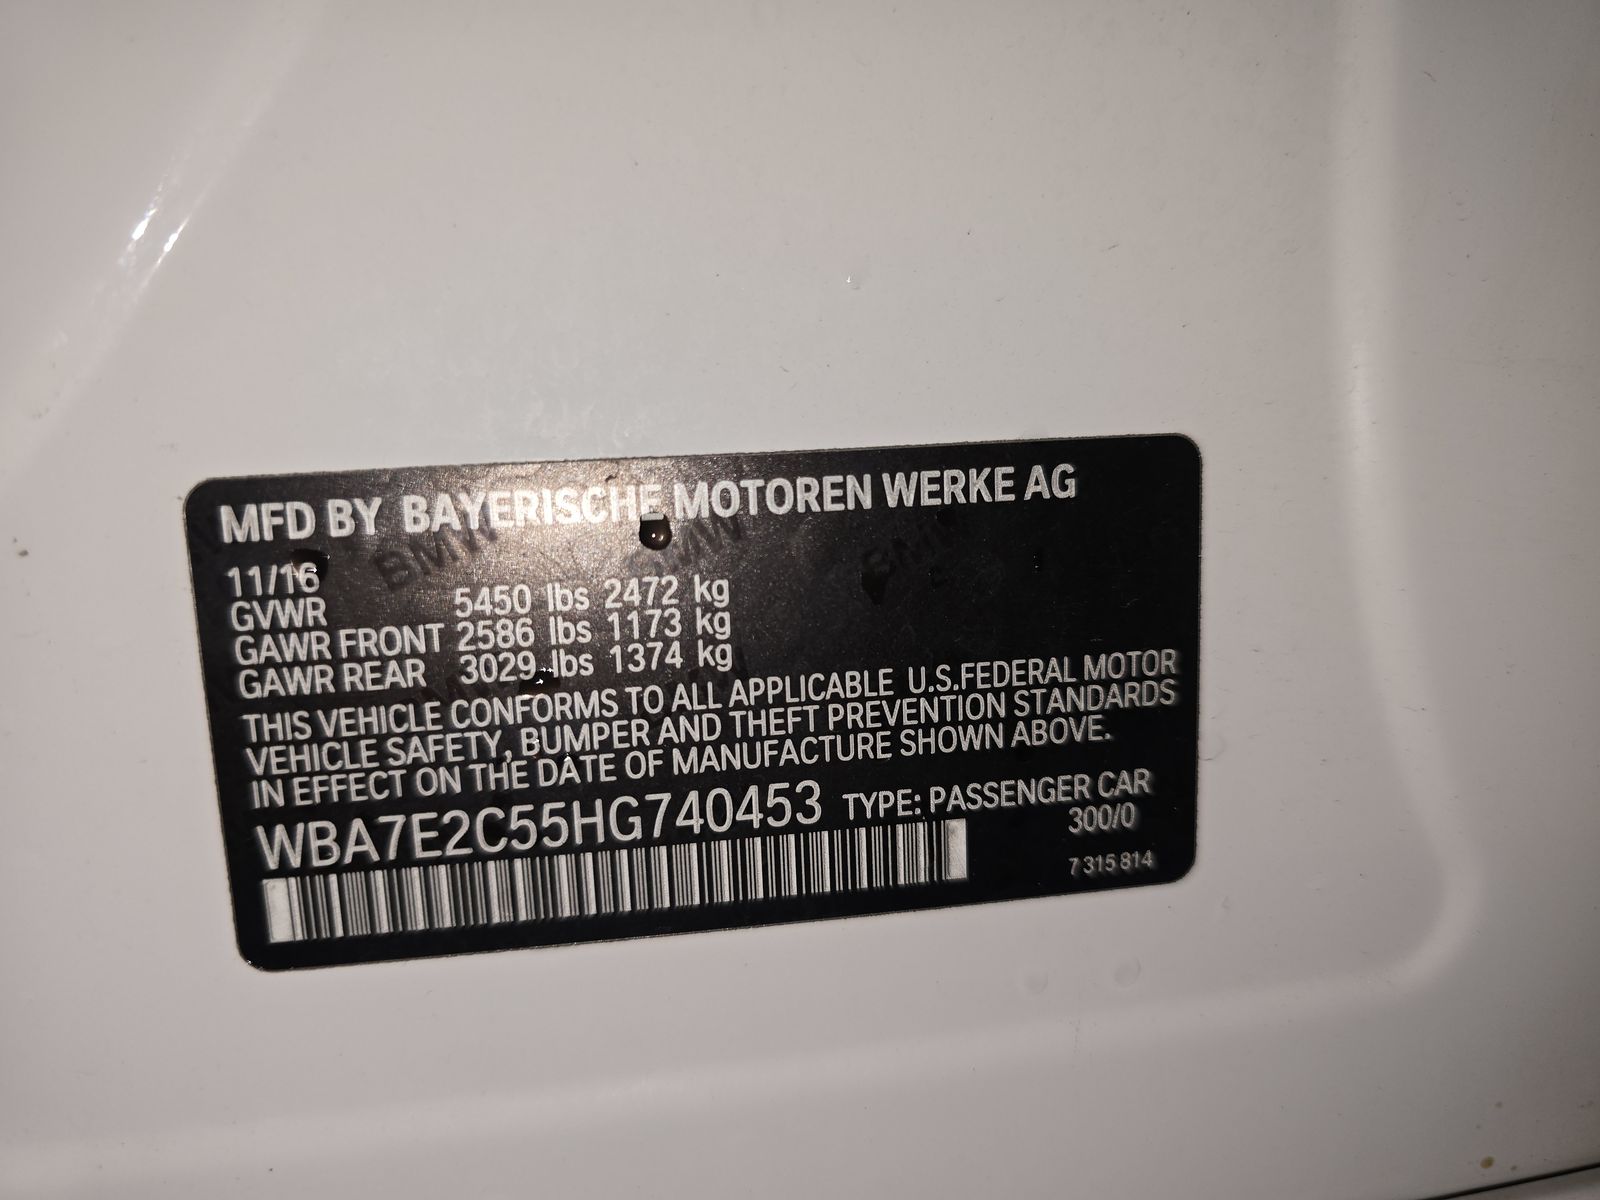 MFD BY BAYERISCHE MOTOREN WERKE AG
11/16
GVWR 5450 lbs 2472 kg
GAWR FRONT 2586 lbs 1173 kg
GAWR REAR 3029 lbs 1374 kg
THIS VEHICLE CONFORMS TO ALL APPLICABLE U.S.FEDERAL MOTOR
VEHICLE SAFETY, BUMPER AND THEFT PREVENTION STANDARDS
IN EFFECT ON THE DATE OF MANUFACTURE SHOWN ABOVE.
WBA7E2C55HG740453 TYPE: PASSENGER CAR
300/0
7 315 814
BMW
BMW
BMW